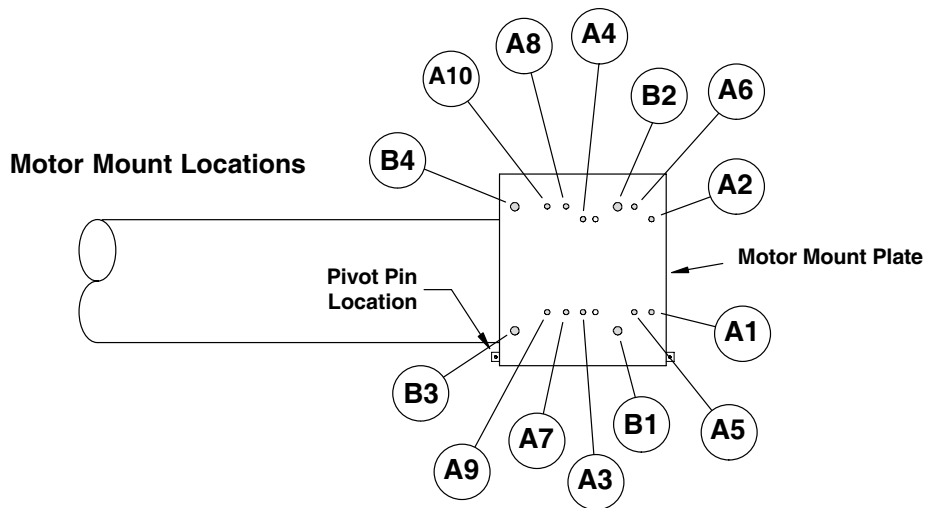 A4
A8
A10
B2
A6
Motor Mount Locations
B4
A2
Motor Mount Plate
Pivot Pin
Location
A1
B3
B1
A5
A7
A9
A3